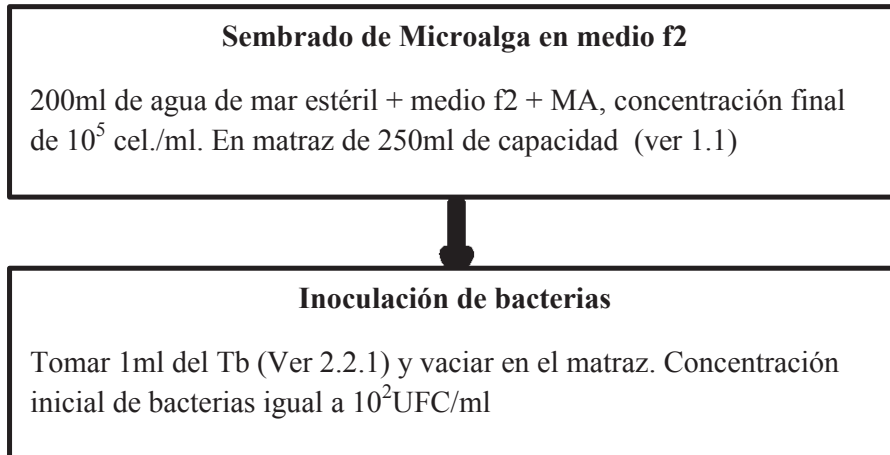 Sembrado de Microalga en medio f2
200ml de agua de mar estéril + medio f2 + MA, concentración final
de 10⁵ cel./ml. En matraz de 250ml de capacidad (ver 1.1)
Inoculación de bacterias
Tomar 1ml del Tb (Ver 2.2.1) y vaciar en el matraz. Concentración
inicial de bacterias igual a 10²UFC/ml